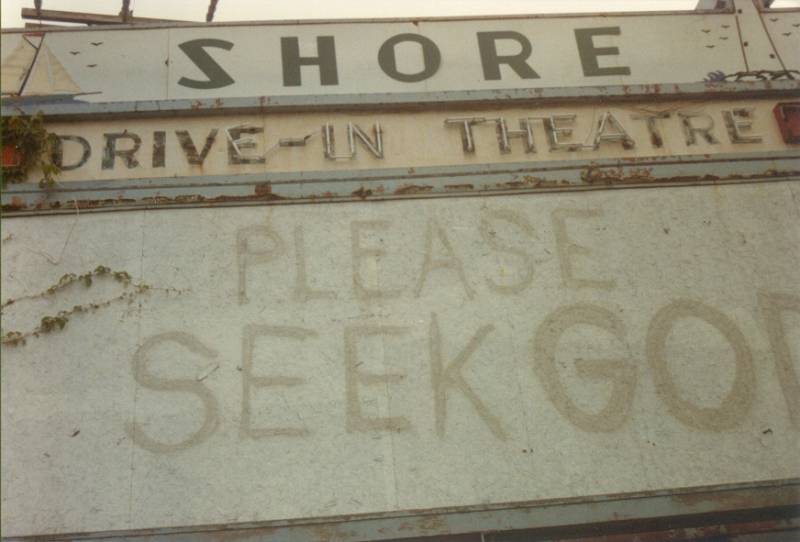 SHORE
DRIVE-IN THEATRE
PLEASE
SEEK GOD